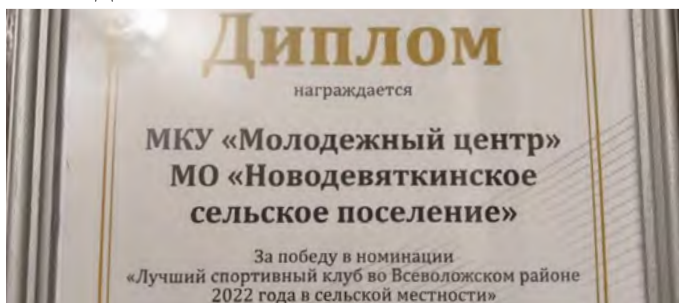 Диплом
награждается
МКУ «Молодежный центр»
МО «Новодевяткинское
сельское поселение»
За победу в номинации
«Лучший спортивный клуб во Всеволожском районе
2022 года в сельской местности»